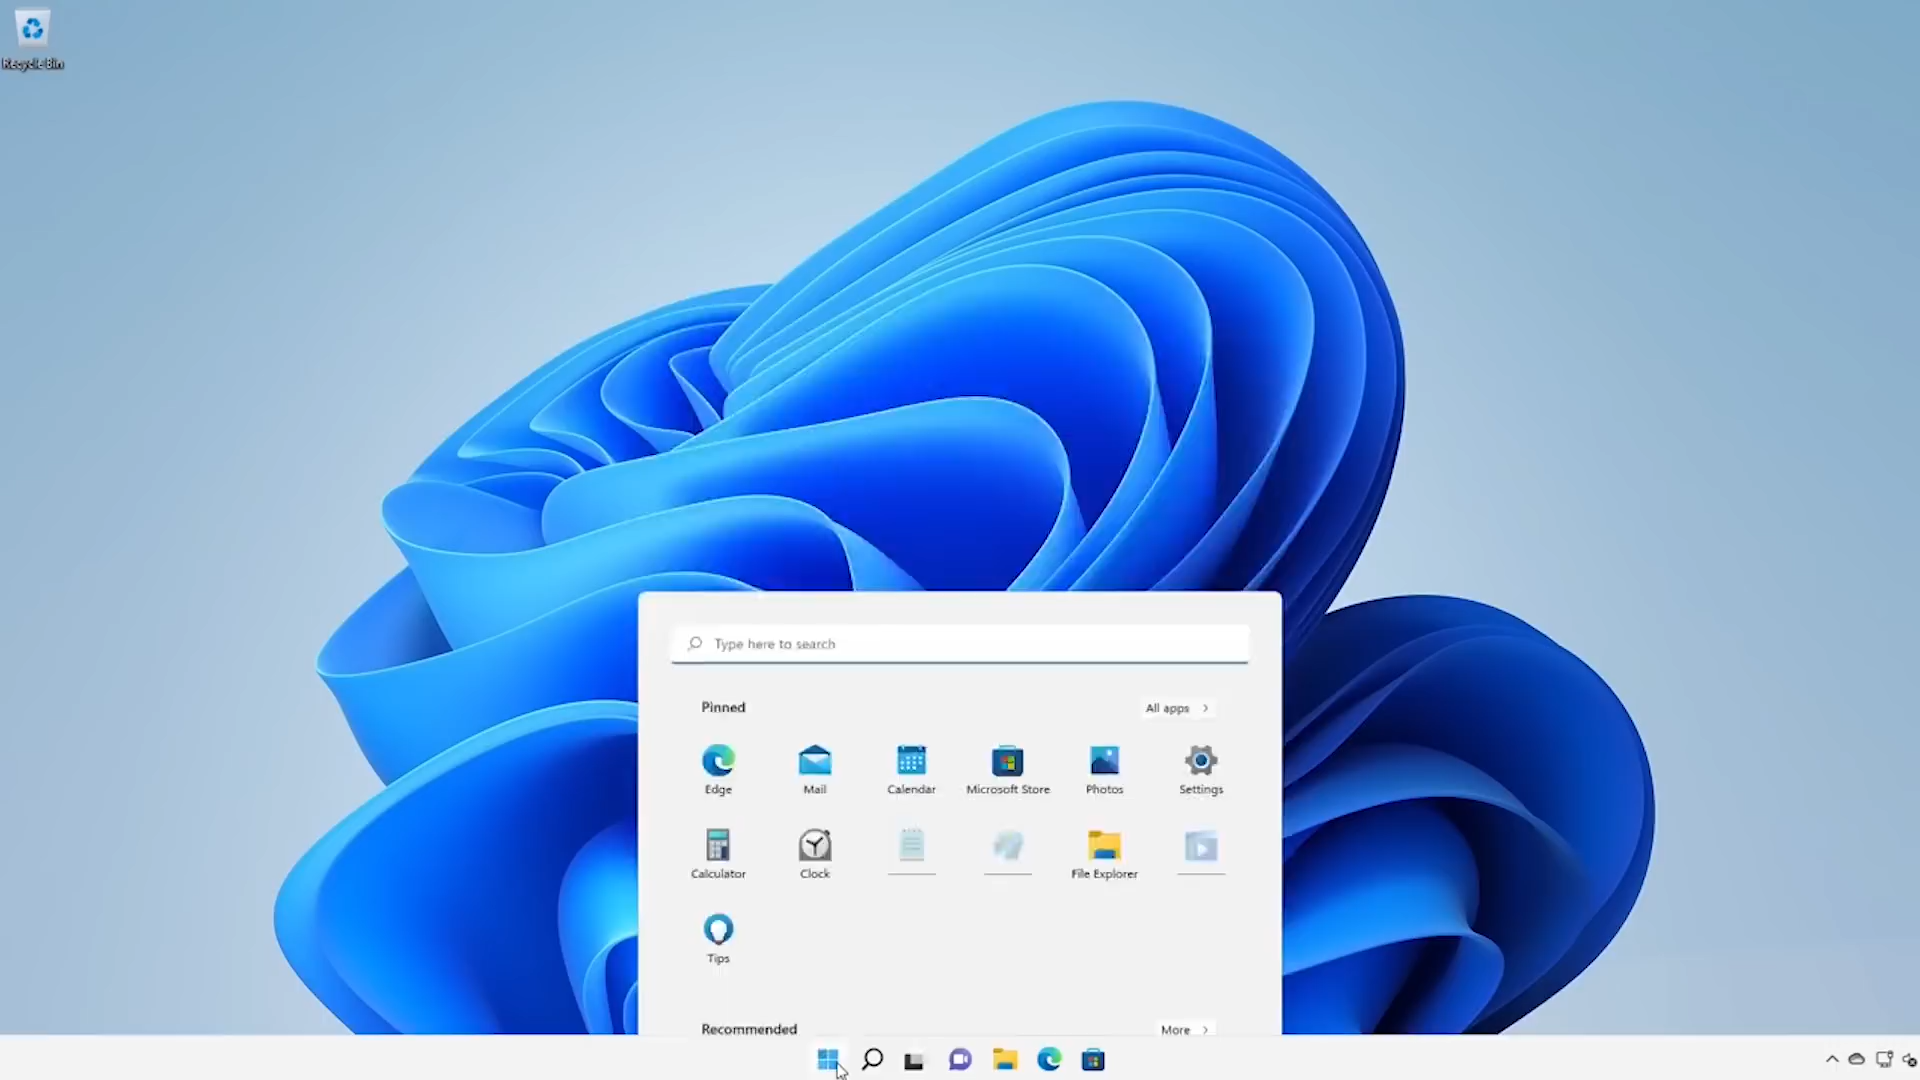 Recycle Bin
Type here to search
Pinned
All apps
Edge
Mail
Calendar
Microsoft Store
Photos
Settings
Calculator
Clock
File Explorer
Tips
Recommended
More